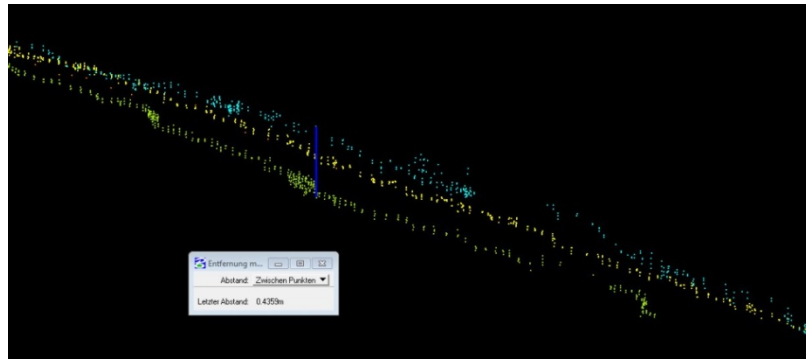 Entfernung m...
Abstand: Zwischen Punkten
Letzter Abstand: 0.4359m